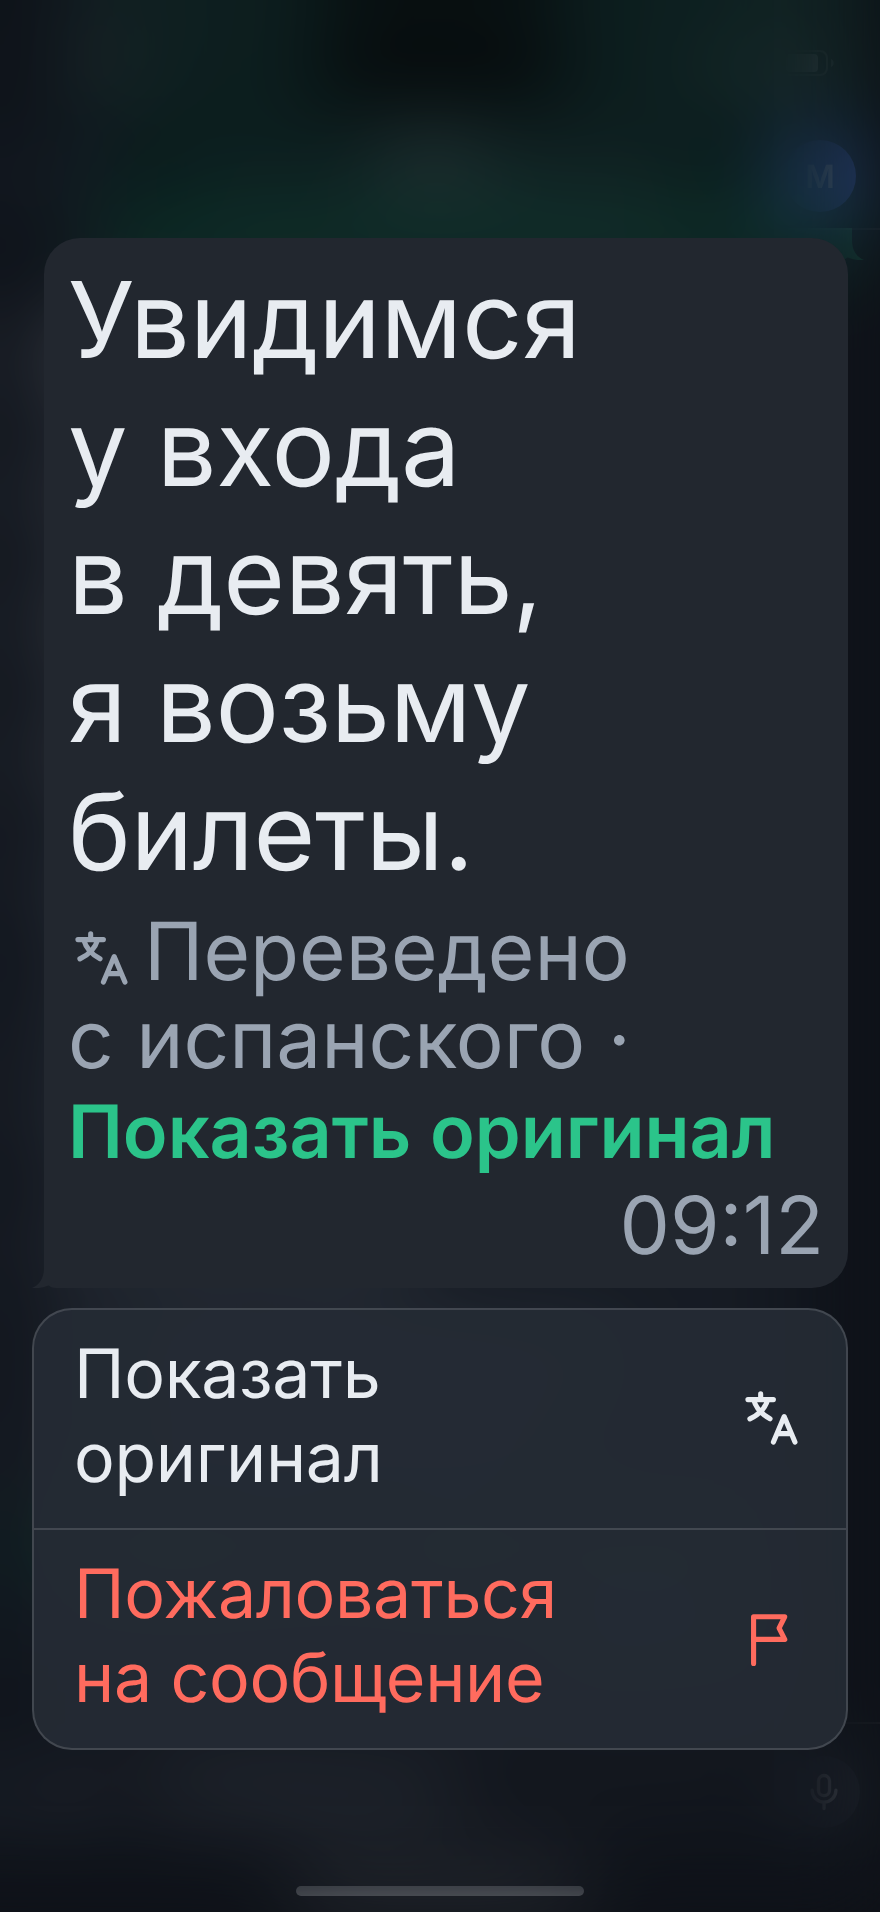 М
Увидимся
у входа
в девять,
я возьму
билеты.
Переведено
с испанского ·
Показать оригинал
09:12
Показать
оригинал
Пожаловаться
на сообщение